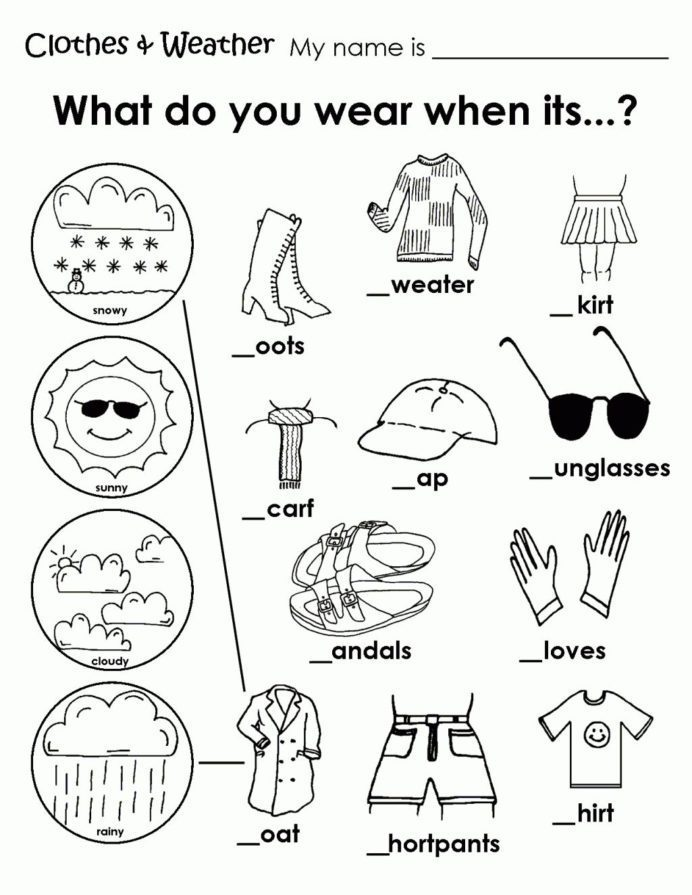 Clothes & Weather My name is ____________________
What do you wear when its...?
snowy
__oots
__weater
__kirt
sunny
__carf
__ap
__unglasses
cloudy
__andals
__loves
rainy
__oat
__hortpants
__hirt